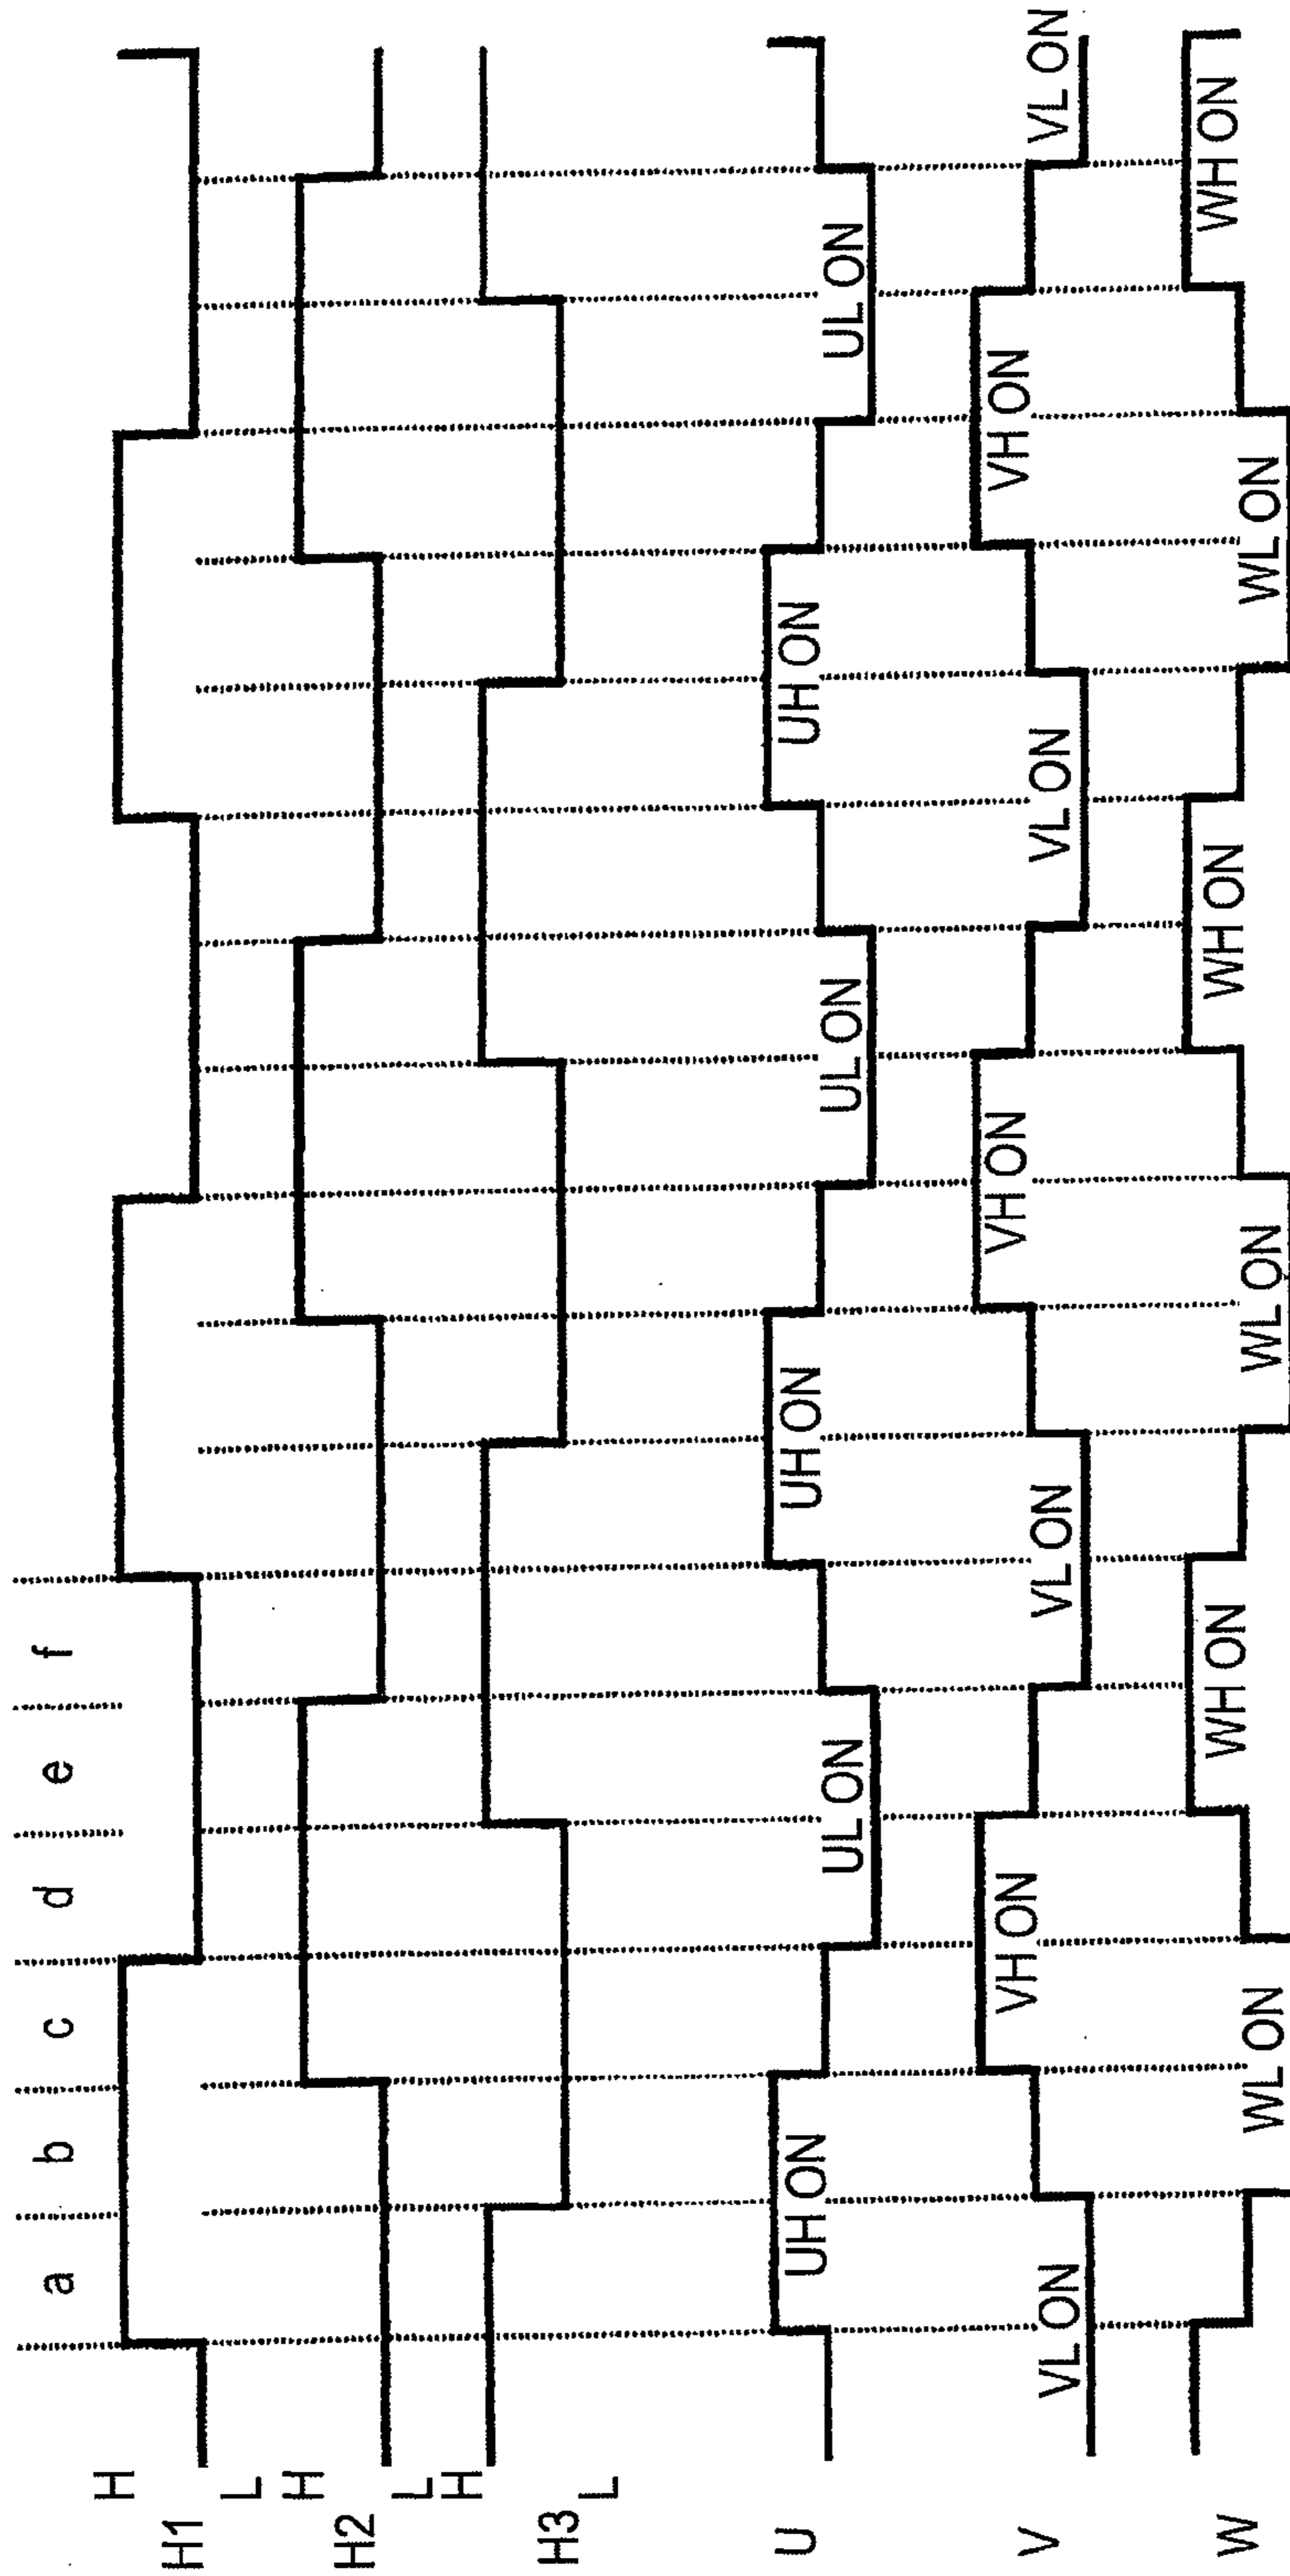 a b c d e f
H
H1
L
H
H2
L
H
H3
L
U UH ON UL ON UH ON UL ON UH ON UL ON
V VL ON VH ON VL ON VH ON VL ON VH ON VL ON
W WL ON WH ON WL ON WH ON WL ON WH ON